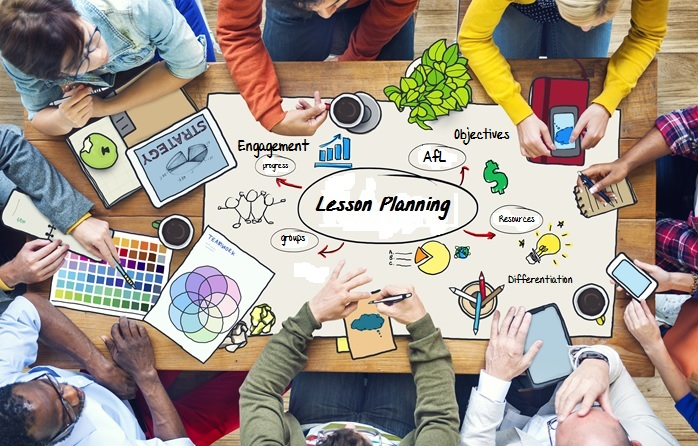 Lesson Planning
Engagement
progress
groups
Objectives
AfL
Resources
Differentiation
STRATEGY
TEAMWORK